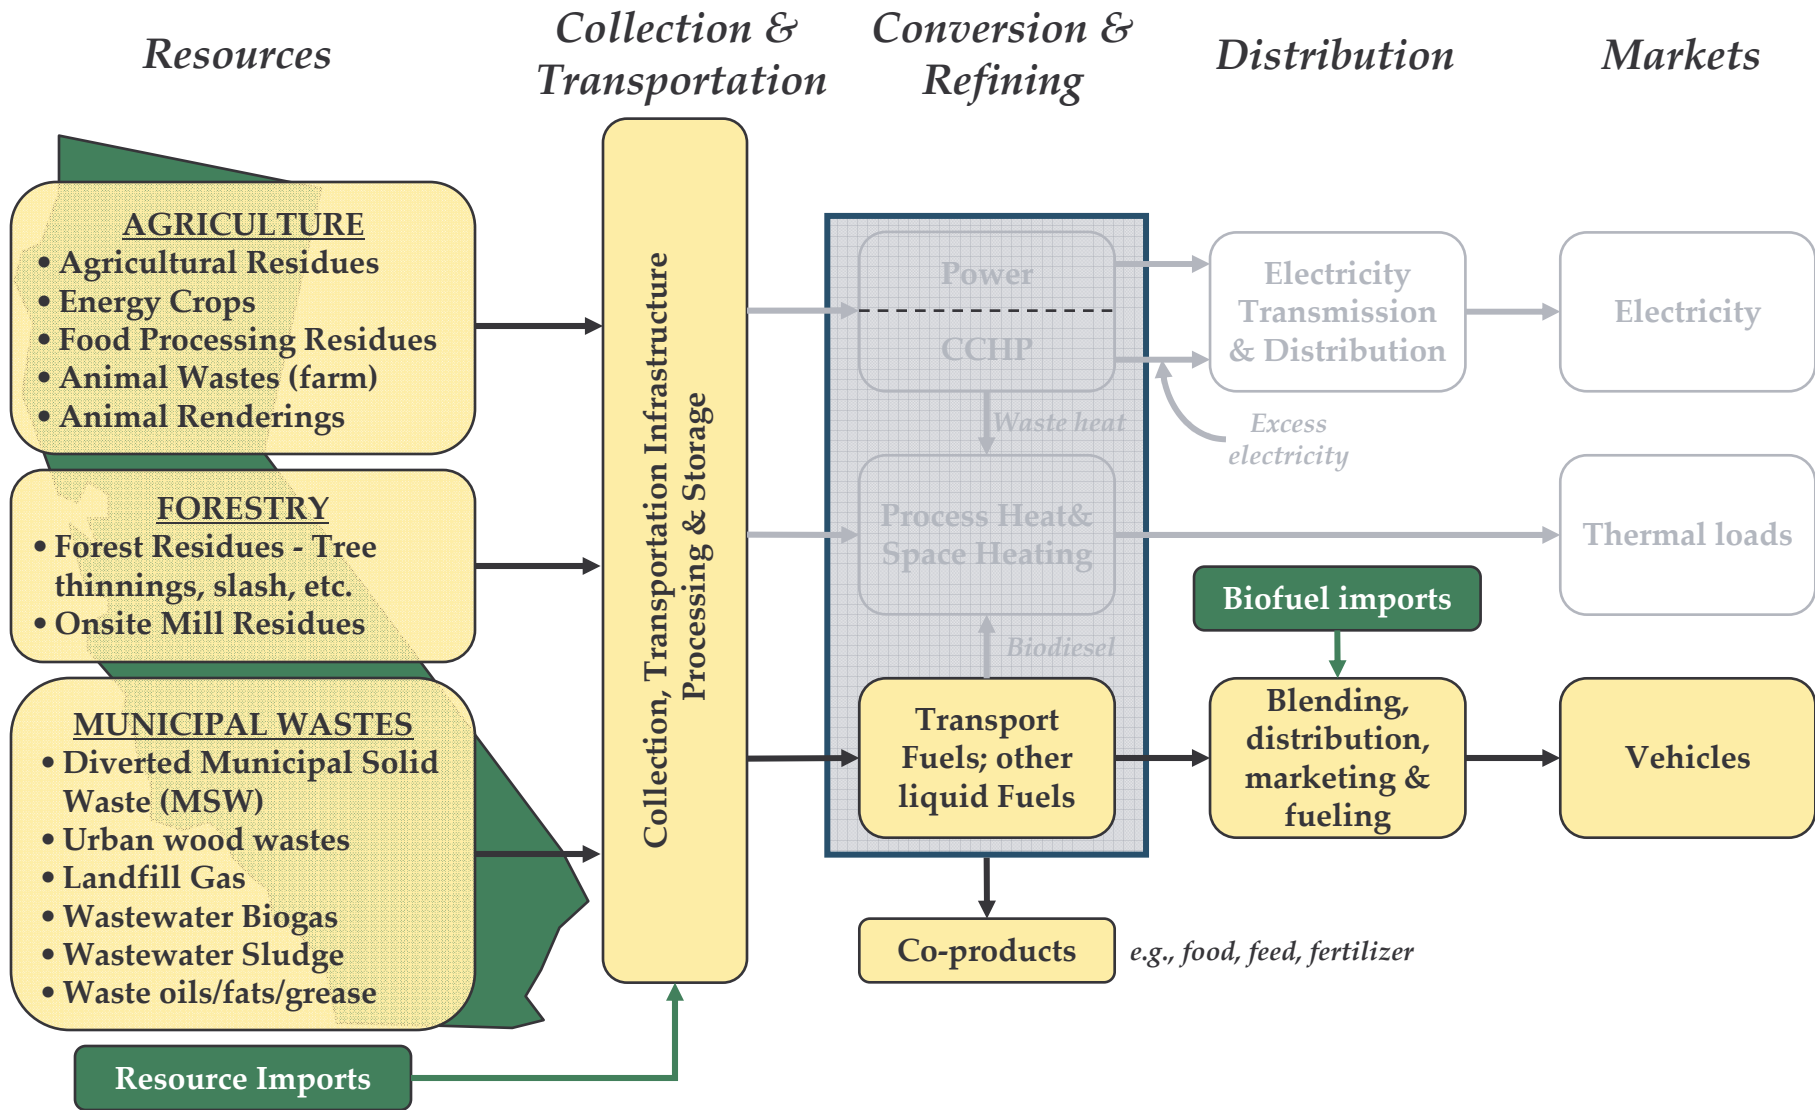 Resources
Collection &
Transportation
Conversion &
Refining
Distribution
Markets
AGRICULTURE
• Agricultural Residues
• Energy Crops
• Food Processing Residues
• Animal Wastes (farm)
• Animal Renderings
FORESTRY
• Forest Residues - Tree
thinnings, slash, etc.
• Onsite Mill Residues
MUNICIPAL WASTES
• Diverted Municipal Solid
Waste (MSW)
• Urban wood wastes
• Landfill Gas
• Wastewater Biogas
• Wastewater Sludge
• Waste oils/fats/grease
Resource Imports
Collection, Transportation Infrastructure
Processing & Storage
Power
CCHP
Waste heat
Process Heat&
Space Heating
Biodiesel
Transport
Fuels; other
liquid Fuels
Co-products
e.g., food, feed, fertilizer
Electricity
Transmission
& Distribution
Excess
electricity
Biofuel imports
Blending,
distribution,
marketing &
fueling
Electricity
Thermal loads
Vehicles